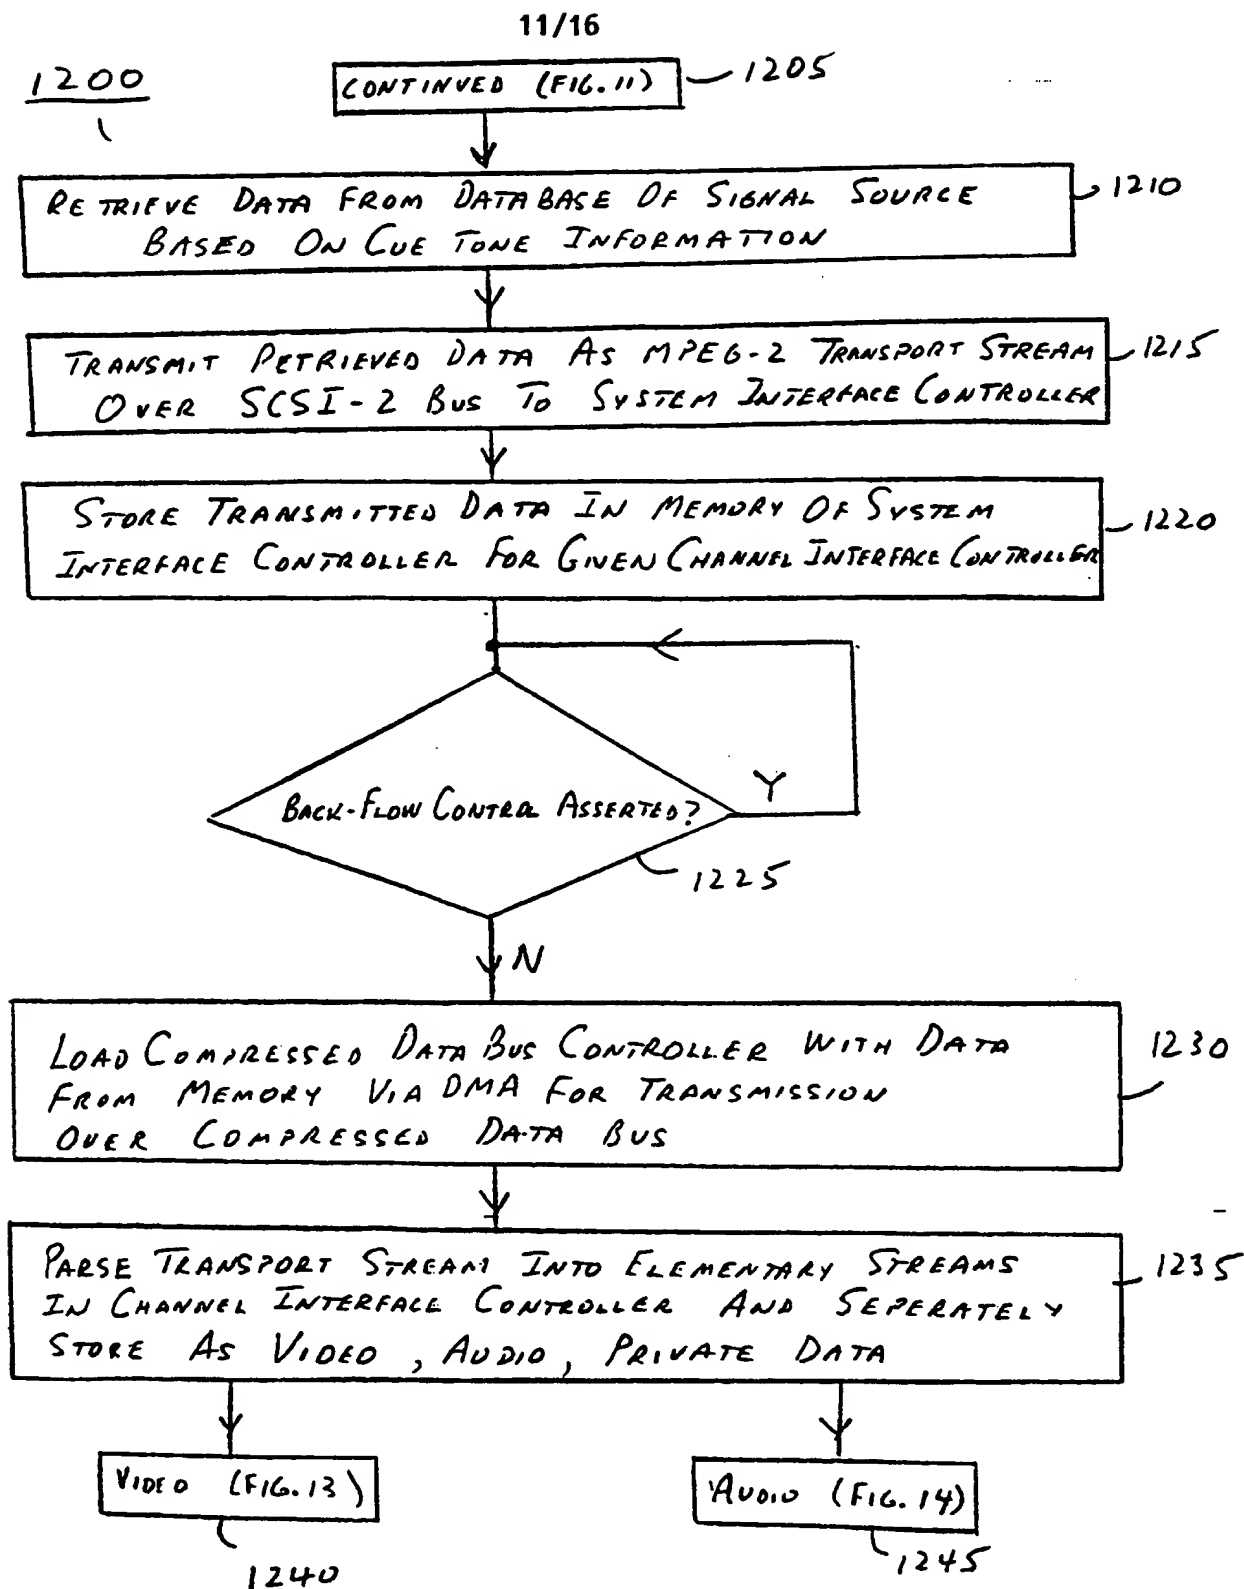 11/16
1200
CONTINUED (FIG. 11)
1205
RETRIEVE DATA FROM DATABASE OF SIGNAL SOURCE
BASED ON CUE TONE INFORMATION
1210
TRANSMIT RETRIEVED DATA AS MPEG-2 TRANSPORT STREAM
OVER SCSI-2 BUS TO SYSTEM INTERFACE CONTROLLER
1215
STORE TRANSMITTED DATA IN MEMORY OF SYSTEM
INTERFACE CONTROLLER FOR GIVEN CHANNEL INTERFACE CONTROLLER
1220
BACK-FLOW CONTROL ASSERTED?
Y
1225
N
LOAD COMPRESSED DATA BUS CONTROLLER WITH DATA
FROM MEMORY VIA DMA FOR TRANSMISSION
OVER COMPRESSED DATA BUS
1230
PARSE TRANSPORT STREAM INTO ELEMENTARY STREAMS
IN CHANNEL INTERFACE CONTROLLER AND SEPERATELY
STORE AS VIDEO, AUDIO, PRIVATE DATA
1235
VIDEO (FIG. 13)
AUDIO (FIG. 14)
1240
1245